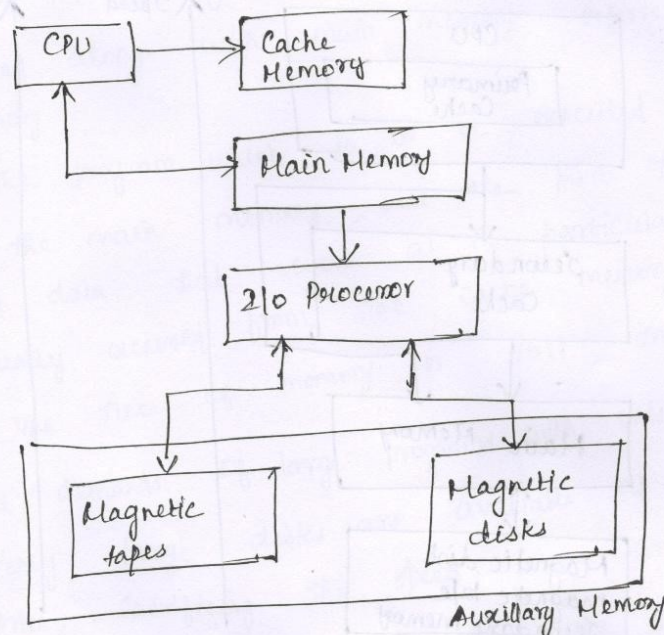 CPU
Cache
Memory
Main Memory
I/O Processor
Magnetic
tapes
Magnetic
disks
Auxillary Memory